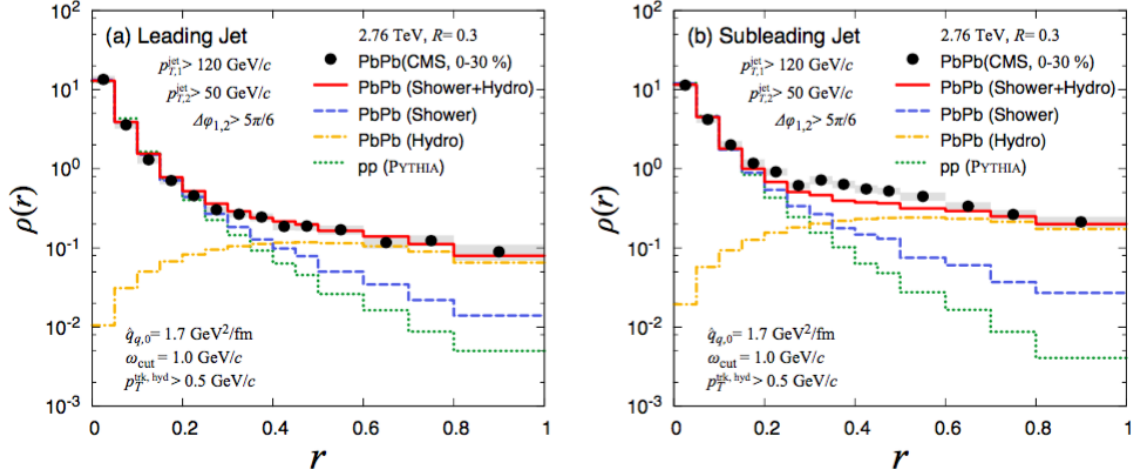 (a) Leading Jet
2.76 TeV, R= 0.3
p_{T,1}^{jet} > 120 GeV/c
p_{T,2}^{jet} > 50 GeV/c
Δφ_{1,2} > 5π/6
PbPb(CMS, 0-30 %)
PbPb (Shower+Hydro)
PbPb (Shower)
PbPb (Hydro)
pp (PYTHIA)
q̂_{q,0} = 1.7 GeV²/fm
ω_{cut} = 1.0 GeV/c
p_T^{trk, hyd} > 0.5 GeV/c
ρ(r)
10²
10¹
10⁰
10⁻¹
10⁻²
10⁻³
0 0.2 0.4 0.6 0.8 1
r
(b) Subleading Jet
2.76 TeV, R= 0.3
p_{T,1}^{jet} > 120 GeV/c
p_{T,2}^{jet} > 50 GeV/c
Δφ_{1,2} > 5π/6
PbPb(CMS, 0-30 %)
PbPb (Shower+Hydro)
PbPb (Shower)
PbPb (Hydro)
pp (PYTHIA)
q̂_{q,0} = 1.7 GeV²/fm
ω_{cut} = 1.0 GeV/c
p_T^{trk, hyd} > 0.5 GeV/c
ρ(r)
10²
10¹
10⁰
10⁻¹
10⁻²
10⁻³
0 0.2 0.4 0.6 0.8 1
r